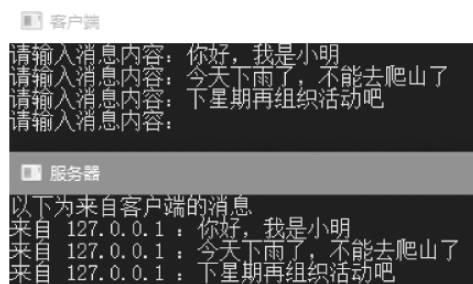 客户端
请输入消息内容：你好，我是小明
请输入消息内容：今天下雨了，不能去爬山了
请输入消息内容：下星期再组织活动吧
请输入消息内容：
服务器
以下为来自客户端的消息
来自 127.0.0.1 ：你好，我是小明
来自 127.0.0.1 ：今天下雨了，不能去爬山了
来自 127.0.0.1 ：下星期再组织活动吧